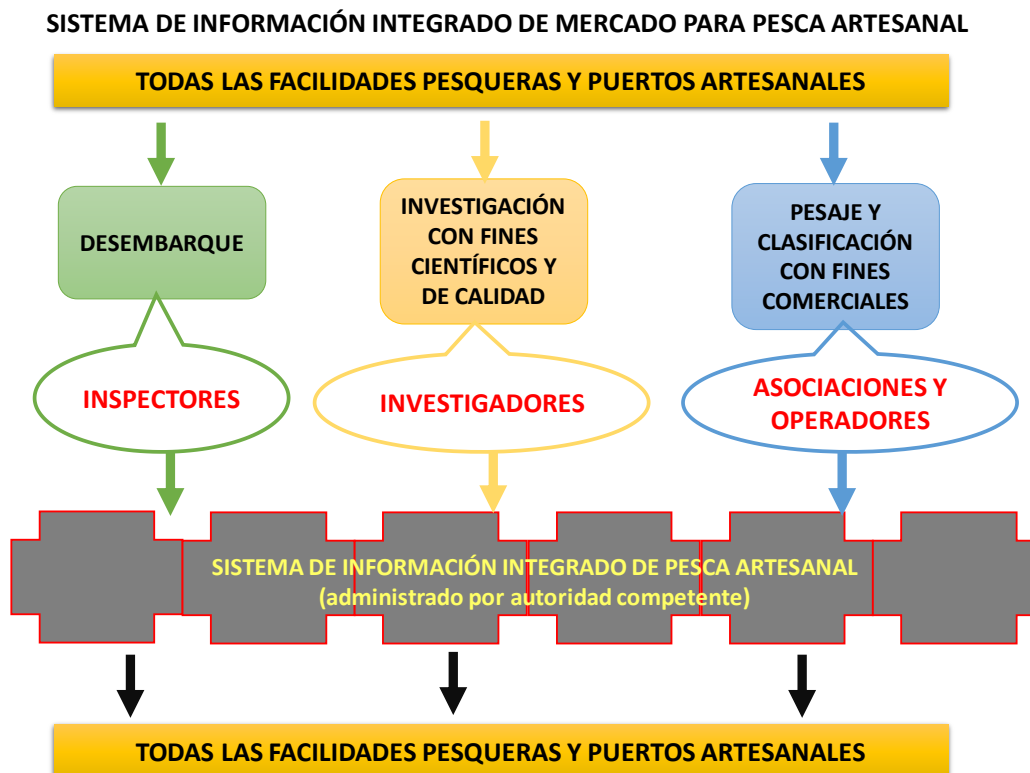 SISTEMA DE INFORMACIÓN INTEGRADO DE MERCADO PARA PESCA ARTESANAL
TODAS LAS FACILIDADES PESQUERAS Y PUERTOS ARTESANALES
DESEMBARQUE
INVESTIGACIÓN
CON FINES
CIENTÍFICOS Y
DE CALIDAD
PESAJE Y
CLASIFICACIÓN
CON FINES
COMERCIALES
INSPECTORES
INVESTIGADORES
ASOCIACIONES Y
OPERADORES
SISTEMA DE INFORMACIÓN INTEGRADO DE PESCA ARTESANAL
(administrado por autoridad competente)
TODAS LAS FACILIDADES PESQUERAS Y PUERTOS ARTESANALES